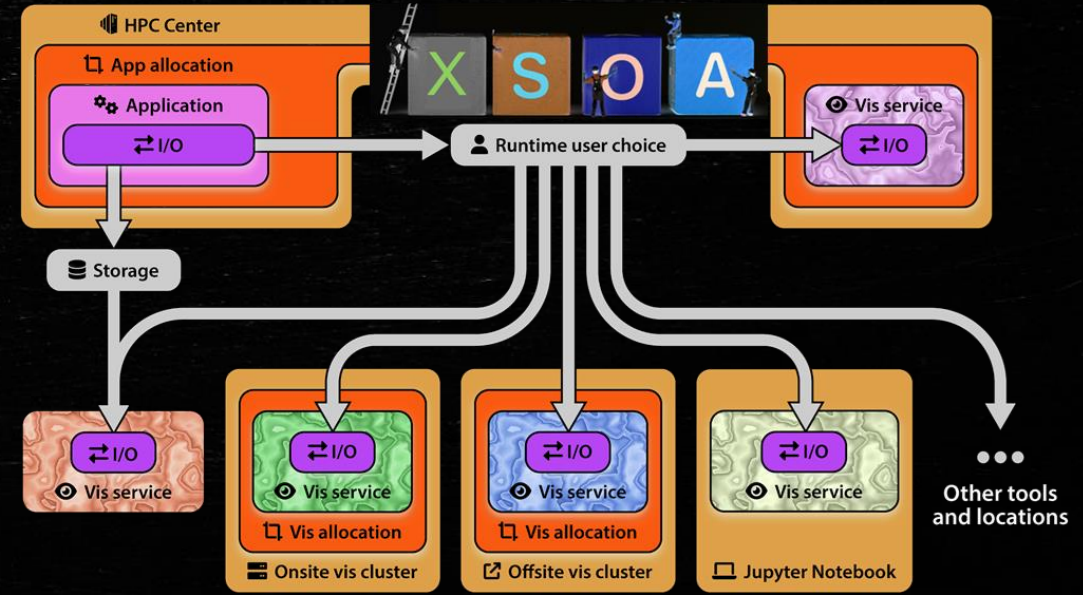 HPC Center
App allocation
Application
I/O
X S O A
Runtime user choice
Vis service
I/O
Storage
I/O
Vis service
I/O
Vis service
Vis allocation
Onsite vis cluster
I/O
Vis service
Vis allocation
Offsite vis cluster
I/O
Vis service
Jupyter Notebook
Other tools
and locations